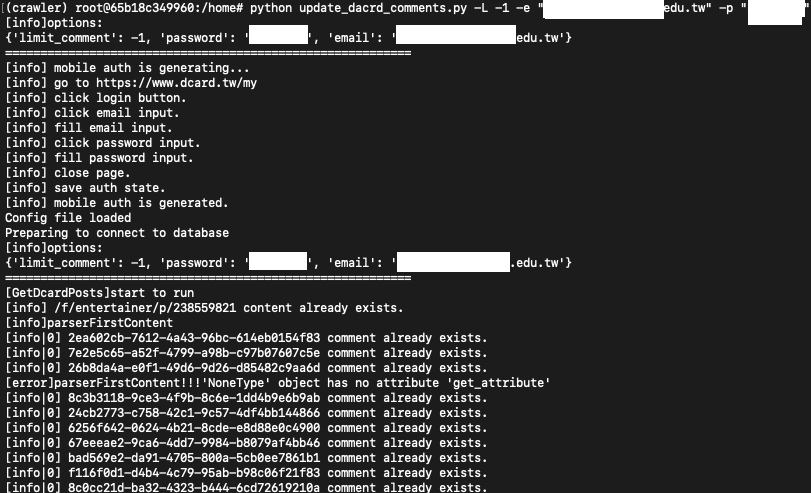 [(crawler) root@65b18c349960:/home# python update_dacrd_comments.py -L -1 -e "edu.tw" -p "
[info]options:
{'limit_comment': -1, 'password': '', 'email': 'edu.tw'}
==================================================
[info] mobile auth is generating...
[info] go to https://www.dcard.tw/my
[info] click login button.
[info] click email input.
[info] fill email input.
[info] click password input.
[info] fill password input.
[info] close page.
[info] save auth state.
[info] mobile auth is generated.
Config file loaded
Preparing to connect to database
[info]options:
{'limit_comment': -1, 'password': '', 'email': '.edu.tw'}
==================================================
[GetDcardPosts]start to run
[info] /f/entertainer/p/238559821 content already exists.
[info]parserFirstContent
[info|0] 2ea602cb-7612-4a43-96bc-614eb0154f83 comment already exists.
[info|0] 7e2e5c65-a52f-4799-a98b-c97b07607c5e comment already exists.
[info|0] 26b8da4a-e0f1-49d6-9d26-d85482c9aa6d comment already exists.
[error]parserFirstContent!!!'NoneType' object has no attribute 'get_attribute'
[info|0] 8c3b3118-9ce3-4f9b-8c6e-1dd4b9e6b9ab comment already exists.
[info|0] 24cb2773-c758-42c1-9c57-4df4bb144866 comment already exists.
[info|0] 6256f642-0624-4b21-8cde-e8d88e0c4900 comment already exists.
[info|0] 67eeeae2-9ca6-4dd7-9984-b8079af4bb46 comment already exists.
[info|0] bad569e2-da91-4705-800a-5cb0ee7861b1 comment already exists.
[info|0] f116f0d1-d4b4-4c79-95ab-b98c06f21f83 comment already exists.
[info|0] 8c0cc21d-ba32-4323-b444-6cd72619210a comment already exists.